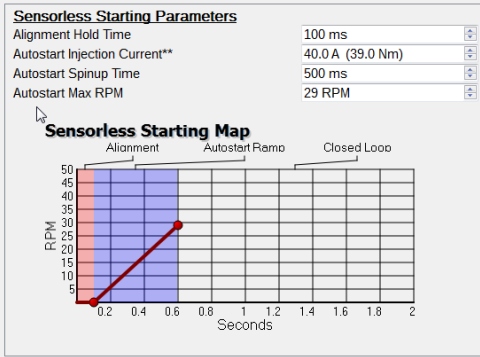 Sensorless Starting Parameters
Alignment Hold Time 100 ms
Autostart Injection Current** 40.0 A (39.0 Nm)
Autostart Spinup Time 500 ms
Autostart Max RPM 29 RPM
Sensorless Starting Map
Alignment Autostart Ramp Closed Loop
50
45
40
35
30
25
20
15
10
5
RPM
0.2 0.4 0.6 0.8 1 1.2 1.4 1.6 1.8 2
Seconds